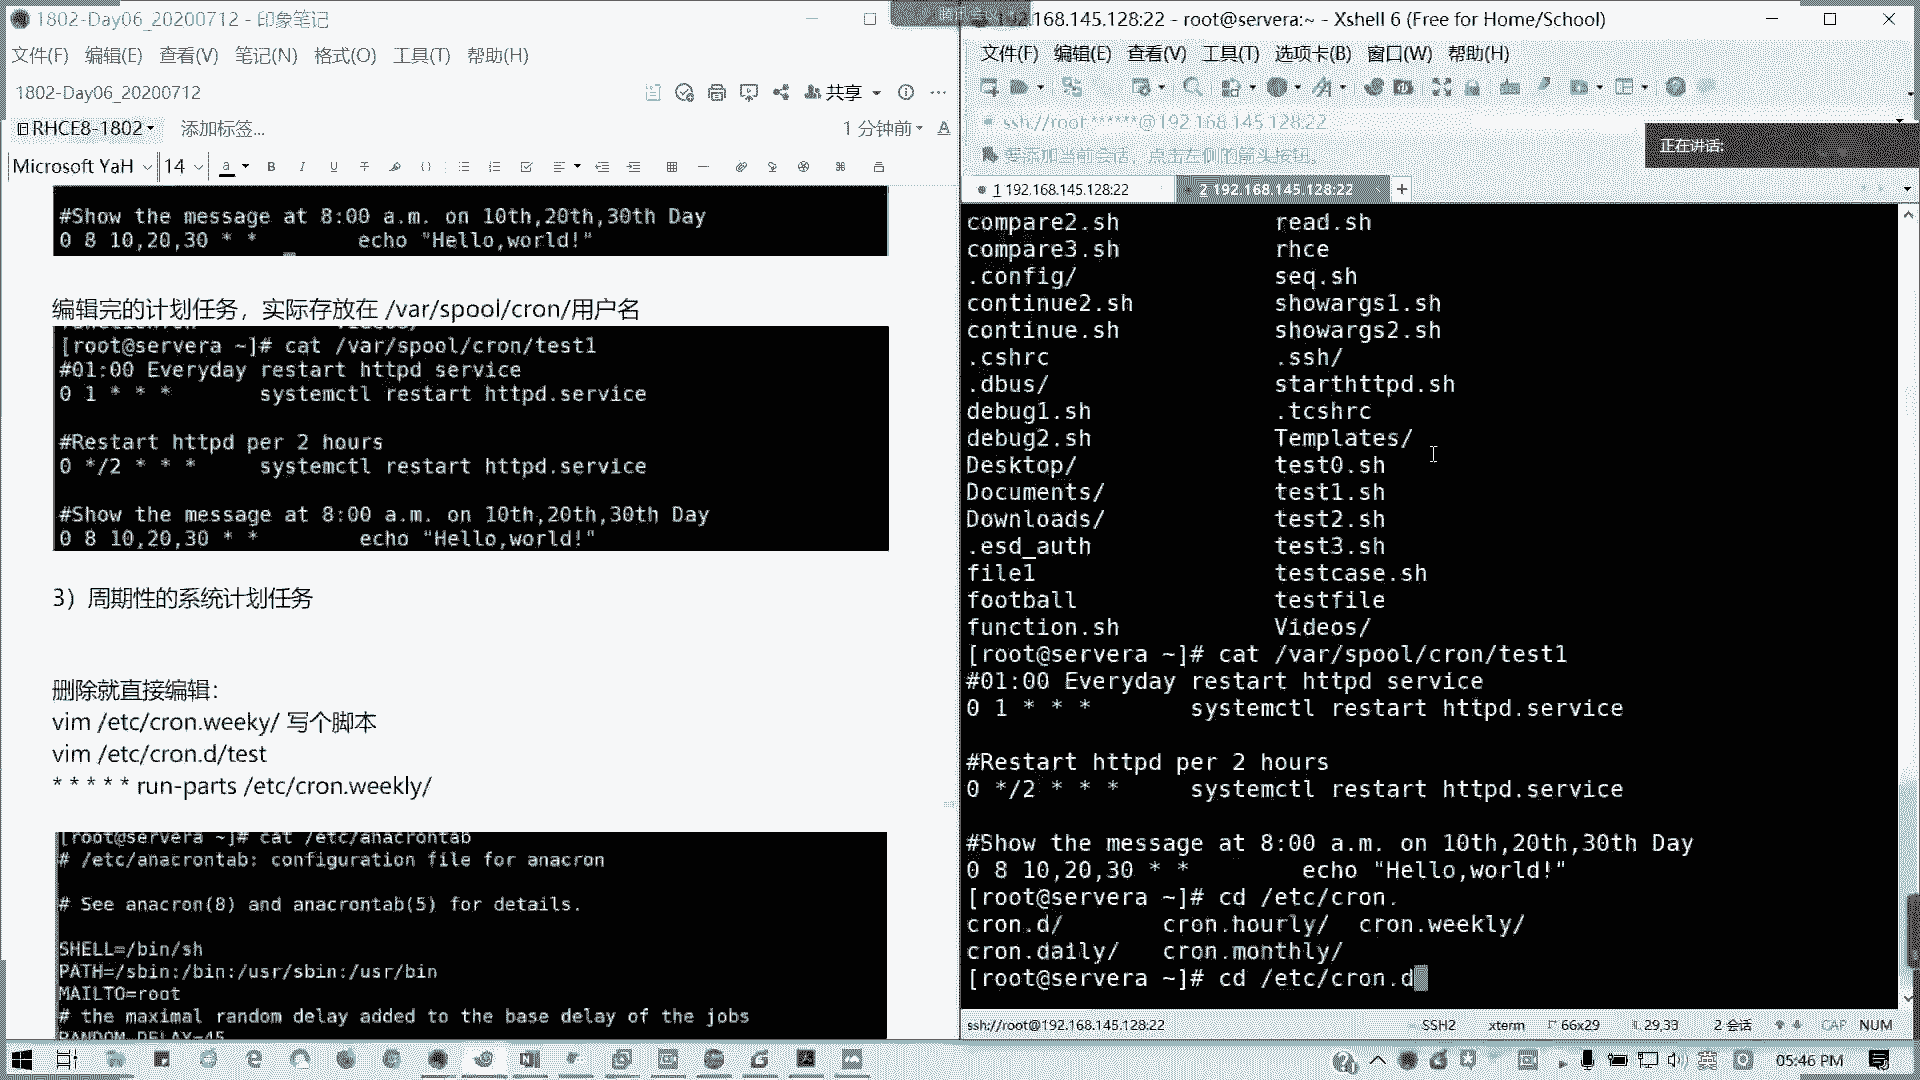 1802-Day06_20200712 - 印象笔记
文件(F) 编辑(E) 查看(V) 笔记(N) 格式(O) 工具(T) 帮助(H)
1802-Day06_20200712
共享
RHCE8-1802
添加标签...
1 分钟前
Microsoft YaH
14
#Show the message at 8:00 a.m. on 10th,20th,30th Day
0 8 10,20,30 * * echo "Hello,world!"
编辑完的计划任务，实际存放在 /var/spool/cron/用户名
[root@servera ~]# cat /var/spool/cron/test1
#01:00 Everyday restart httpd service
0 1 * * * systemctl restart httpd.service
#Restart httpd per 2 hours
0 */2 * * * systemctl restart httpd.service
#Show the message at 8:00 a.m. on 10th,20th,30th Day
0 8 10,20,30 * * echo "Hello,world!"
3）周期性的系统计划任务
删除就直接编辑：
vim /etc/cron.weeky/ 写个脚本
vim /etc/cron.d/test
* * * * * run-parts /etc/cron.weekly/
[root@servera ~]# cat /etc/anacrontab
# /etc/anacrontab: configuration file for anacron
# See anacron(8) and anacrontab(5) for details.
SHELL=/bin/sh
PATH=/sbin:/bin:/usr/sbin:/usr/bin
MAILTO=root
# the maximal random delay added to the base delay of the jobs
RANDOM_DELAY=45
.168.145.128:22 - root@servera:~ - Xshell 6 (Free for Home/School)
文件(F) 编辑(E) 查看(V) 工具(T) 选项卡(B) 窗口(W) 帮助(H)
ssh://root:******@192.168.145.128:22
要添加当前会话，点击左侧的箭头按钮。
正在讲话:
1 192.168.145.128:22
2 192.168.145.128:22
compare2.sh read.sh
compare3.sh rhce
.config/ seq.sh
continue2.sh showargs1.sh
continue.sh showargs2.sh
.cshrc .ssh/
.dbus/ starthttpd.sh
debug1.sh .tcshrc
debug2.sh Templates/
Desktop/ test0.sh
Documents/ test1.sh
Downloads/ test2.sh
.esd_auth test3.sh
file1 testcase.sh
football testfile
function.sh Videos/
[root@servera ~]# cat /var/spool/cron/test1
#01:00 Everyday restart httpd service
0 1 * * * systemctl restart httpd.service
#Restart httpd per 2 hours
0 */2 * * * systemctl restart httpd.service
#Show the message at 8:00 a.m. on 10th,20th,30th Day
0 8 10,20,30 * * echo "Hello,world!"
[root@servera ~]# cd /etc/cron.
cron.d/ cron.hourly/ cron.weekly/
cron.daily/ cron.monthly/
[root@servera ~]# cd /etc/cron.d
ssh://root@192.168.145.128:22
SSH2 xterm 66x29 29,33 2 会话 CAP NUM
英
05:46 PM